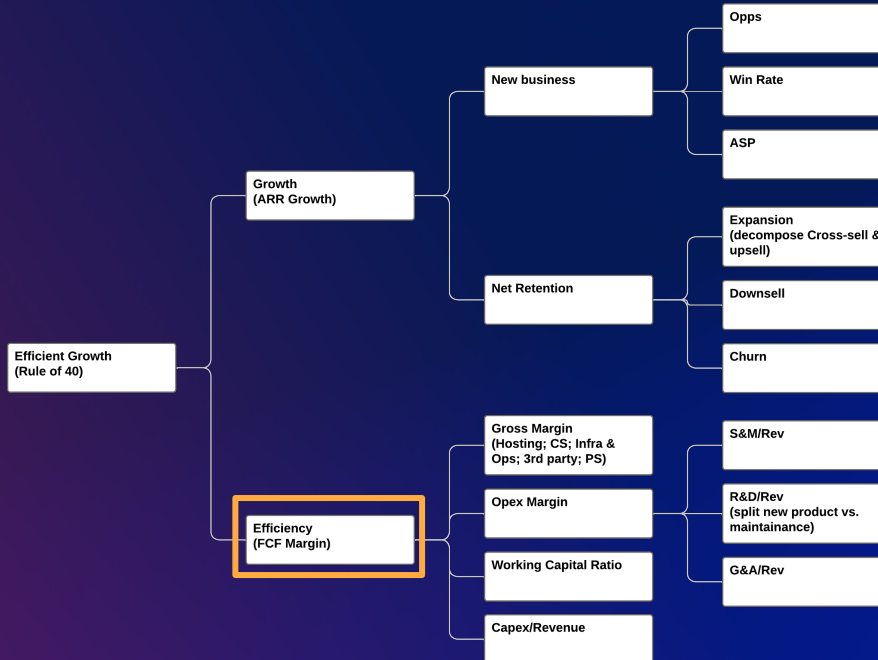 Opps
New business
Win Rate
ASP
Growth
(ARR Growth)
Expansion
(decompose Cross-sell &
upsell)
Net Retention
Downsell
Churn
Efficient Growth
(Rule of 40)
Gross Margin
(Hosting; CS; Infra &
Ops; 3rd party; PS)
S&M/Rev
Opex Margin
R&D/Rev
(split new product vs.
maintainance)
Efficiency
(FCF Margin)
Working Capital Ratio
G&A/Rev
Capex/Revenue